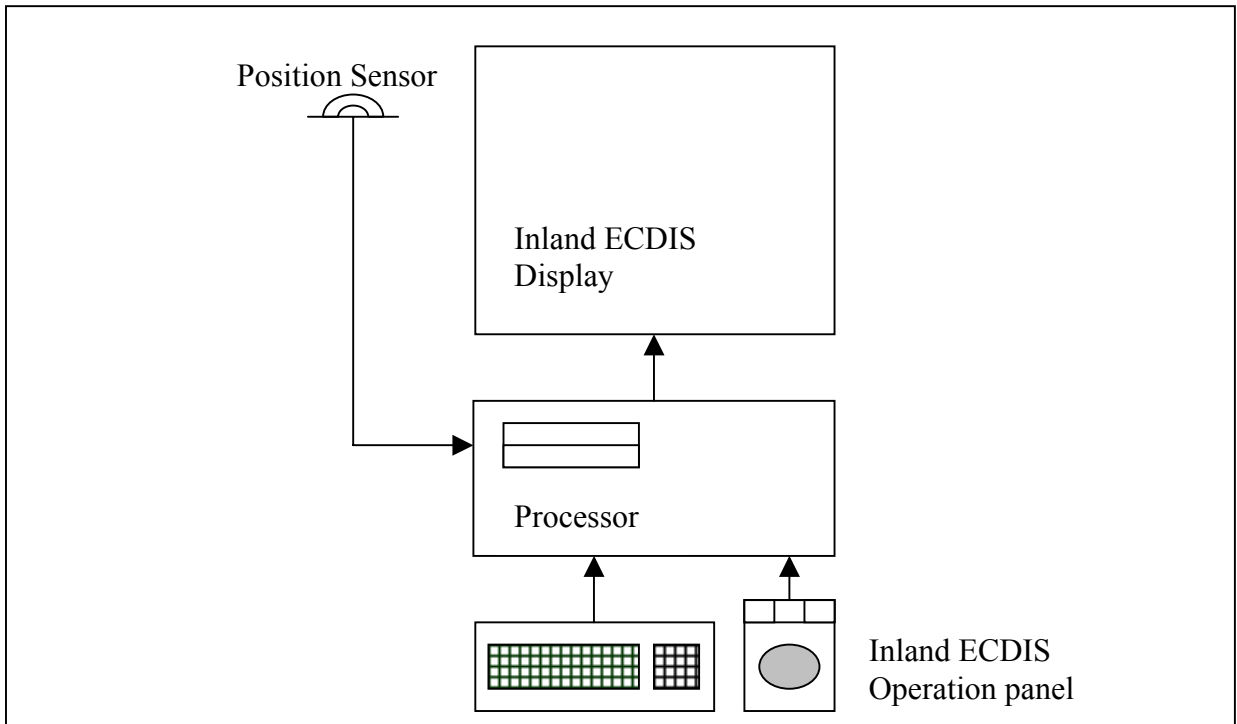 Position Sensor
Inland ECDIS
Display
Processor
Inland ECDIS
Operation panel